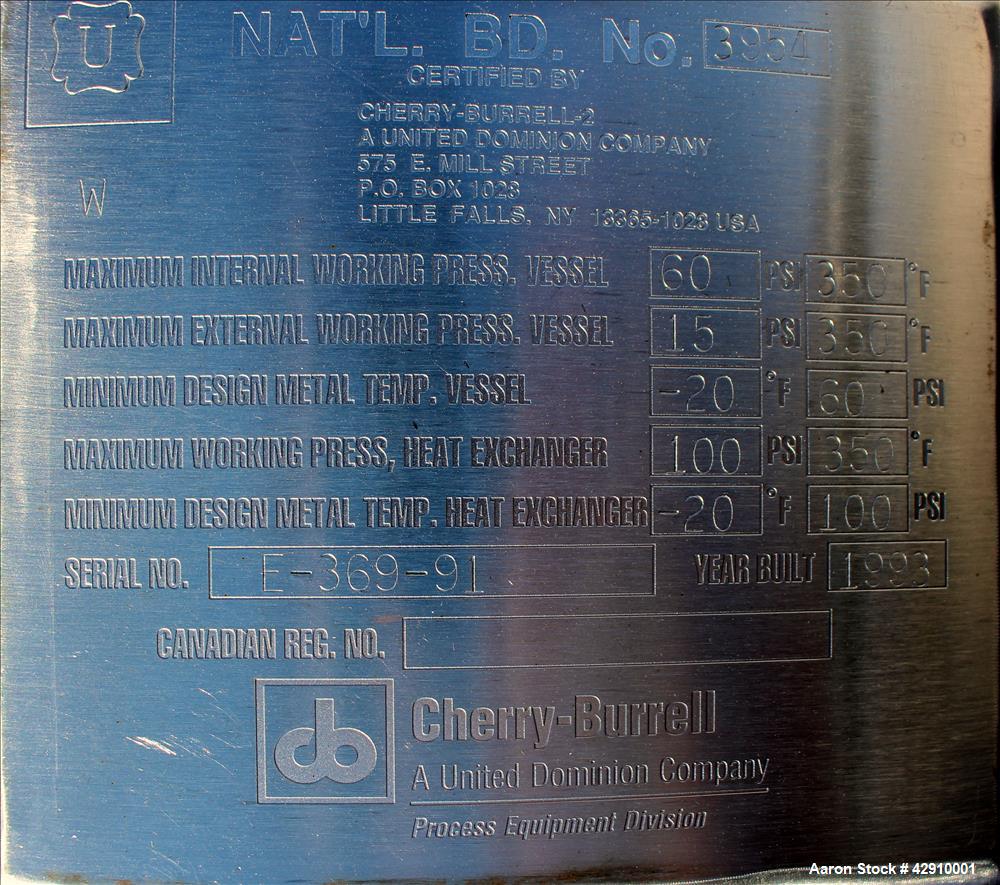 U
NAT'L. BD. No. 3954
CERTIFIED BY
CHERRY-BURRELL-2
A UNITED DOMINION COMPANY
575 E. MILL STREET
P.O. BOX 1028
W
LITTLE FALLS, NY 13365-1028 USA
MAXIMUM INTERNAL WORKING PRESS. VESSEL 60 PSI 350 °F
MAXIMUM EXTERNAL WORKING PRESS. VESSEL 15 PSI 350 °F
MINIMUM DESIGN METAL TEMP. VESSEL -20 °F 60 PSI
MAXIMUM WORKING PRESS, HEAT EXCHANGER 100 PSI 350 °F
MINIMUM DESIGN METAL TEMP. HEAT EXCHANGER -20 °F 100 PSI
SERIAL NO. E-369-91 YEAR BUILT 1993
CANADIAN REG. NO.
cb Cherry-Burrell
A United Dominion Company
Process Equipment Division
Aaron Stock # 42910001